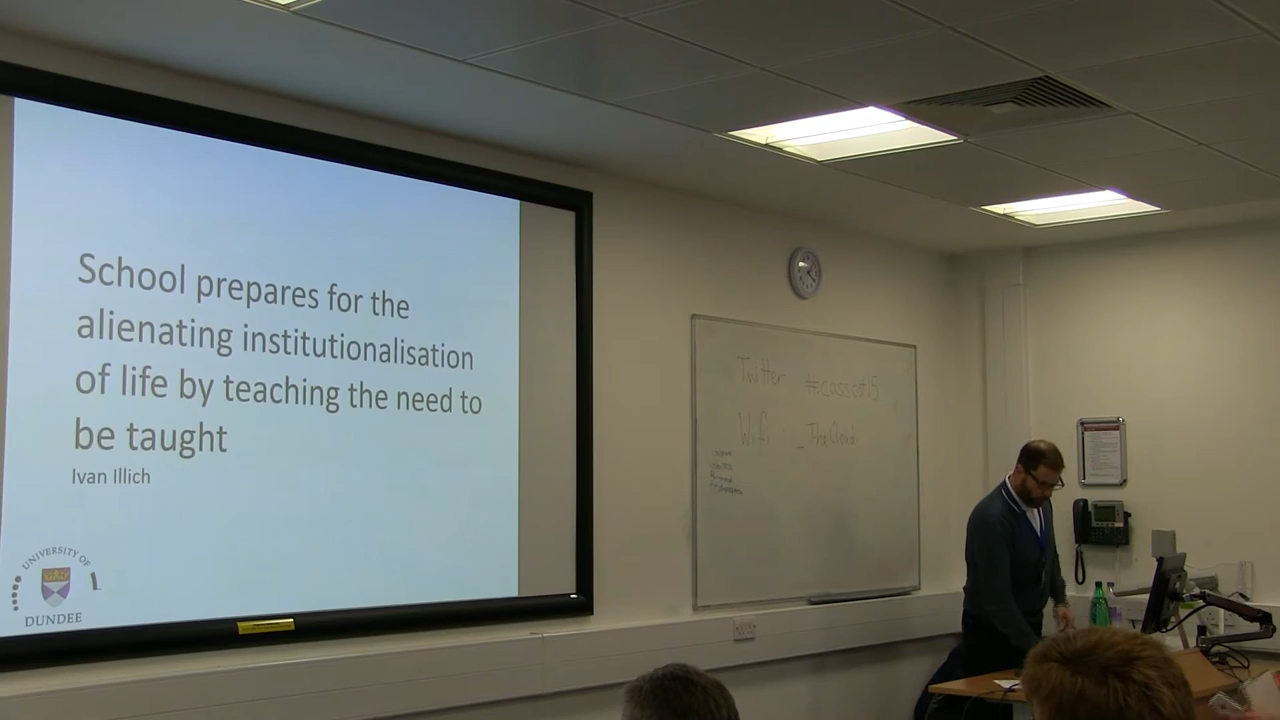 School prepares for the
alienating institutionalisation
of life by teaching the need to
be taught
Ivan Illich
UNIVERSITY OF
DUNDEE
Twitter #casscot15
Wifi